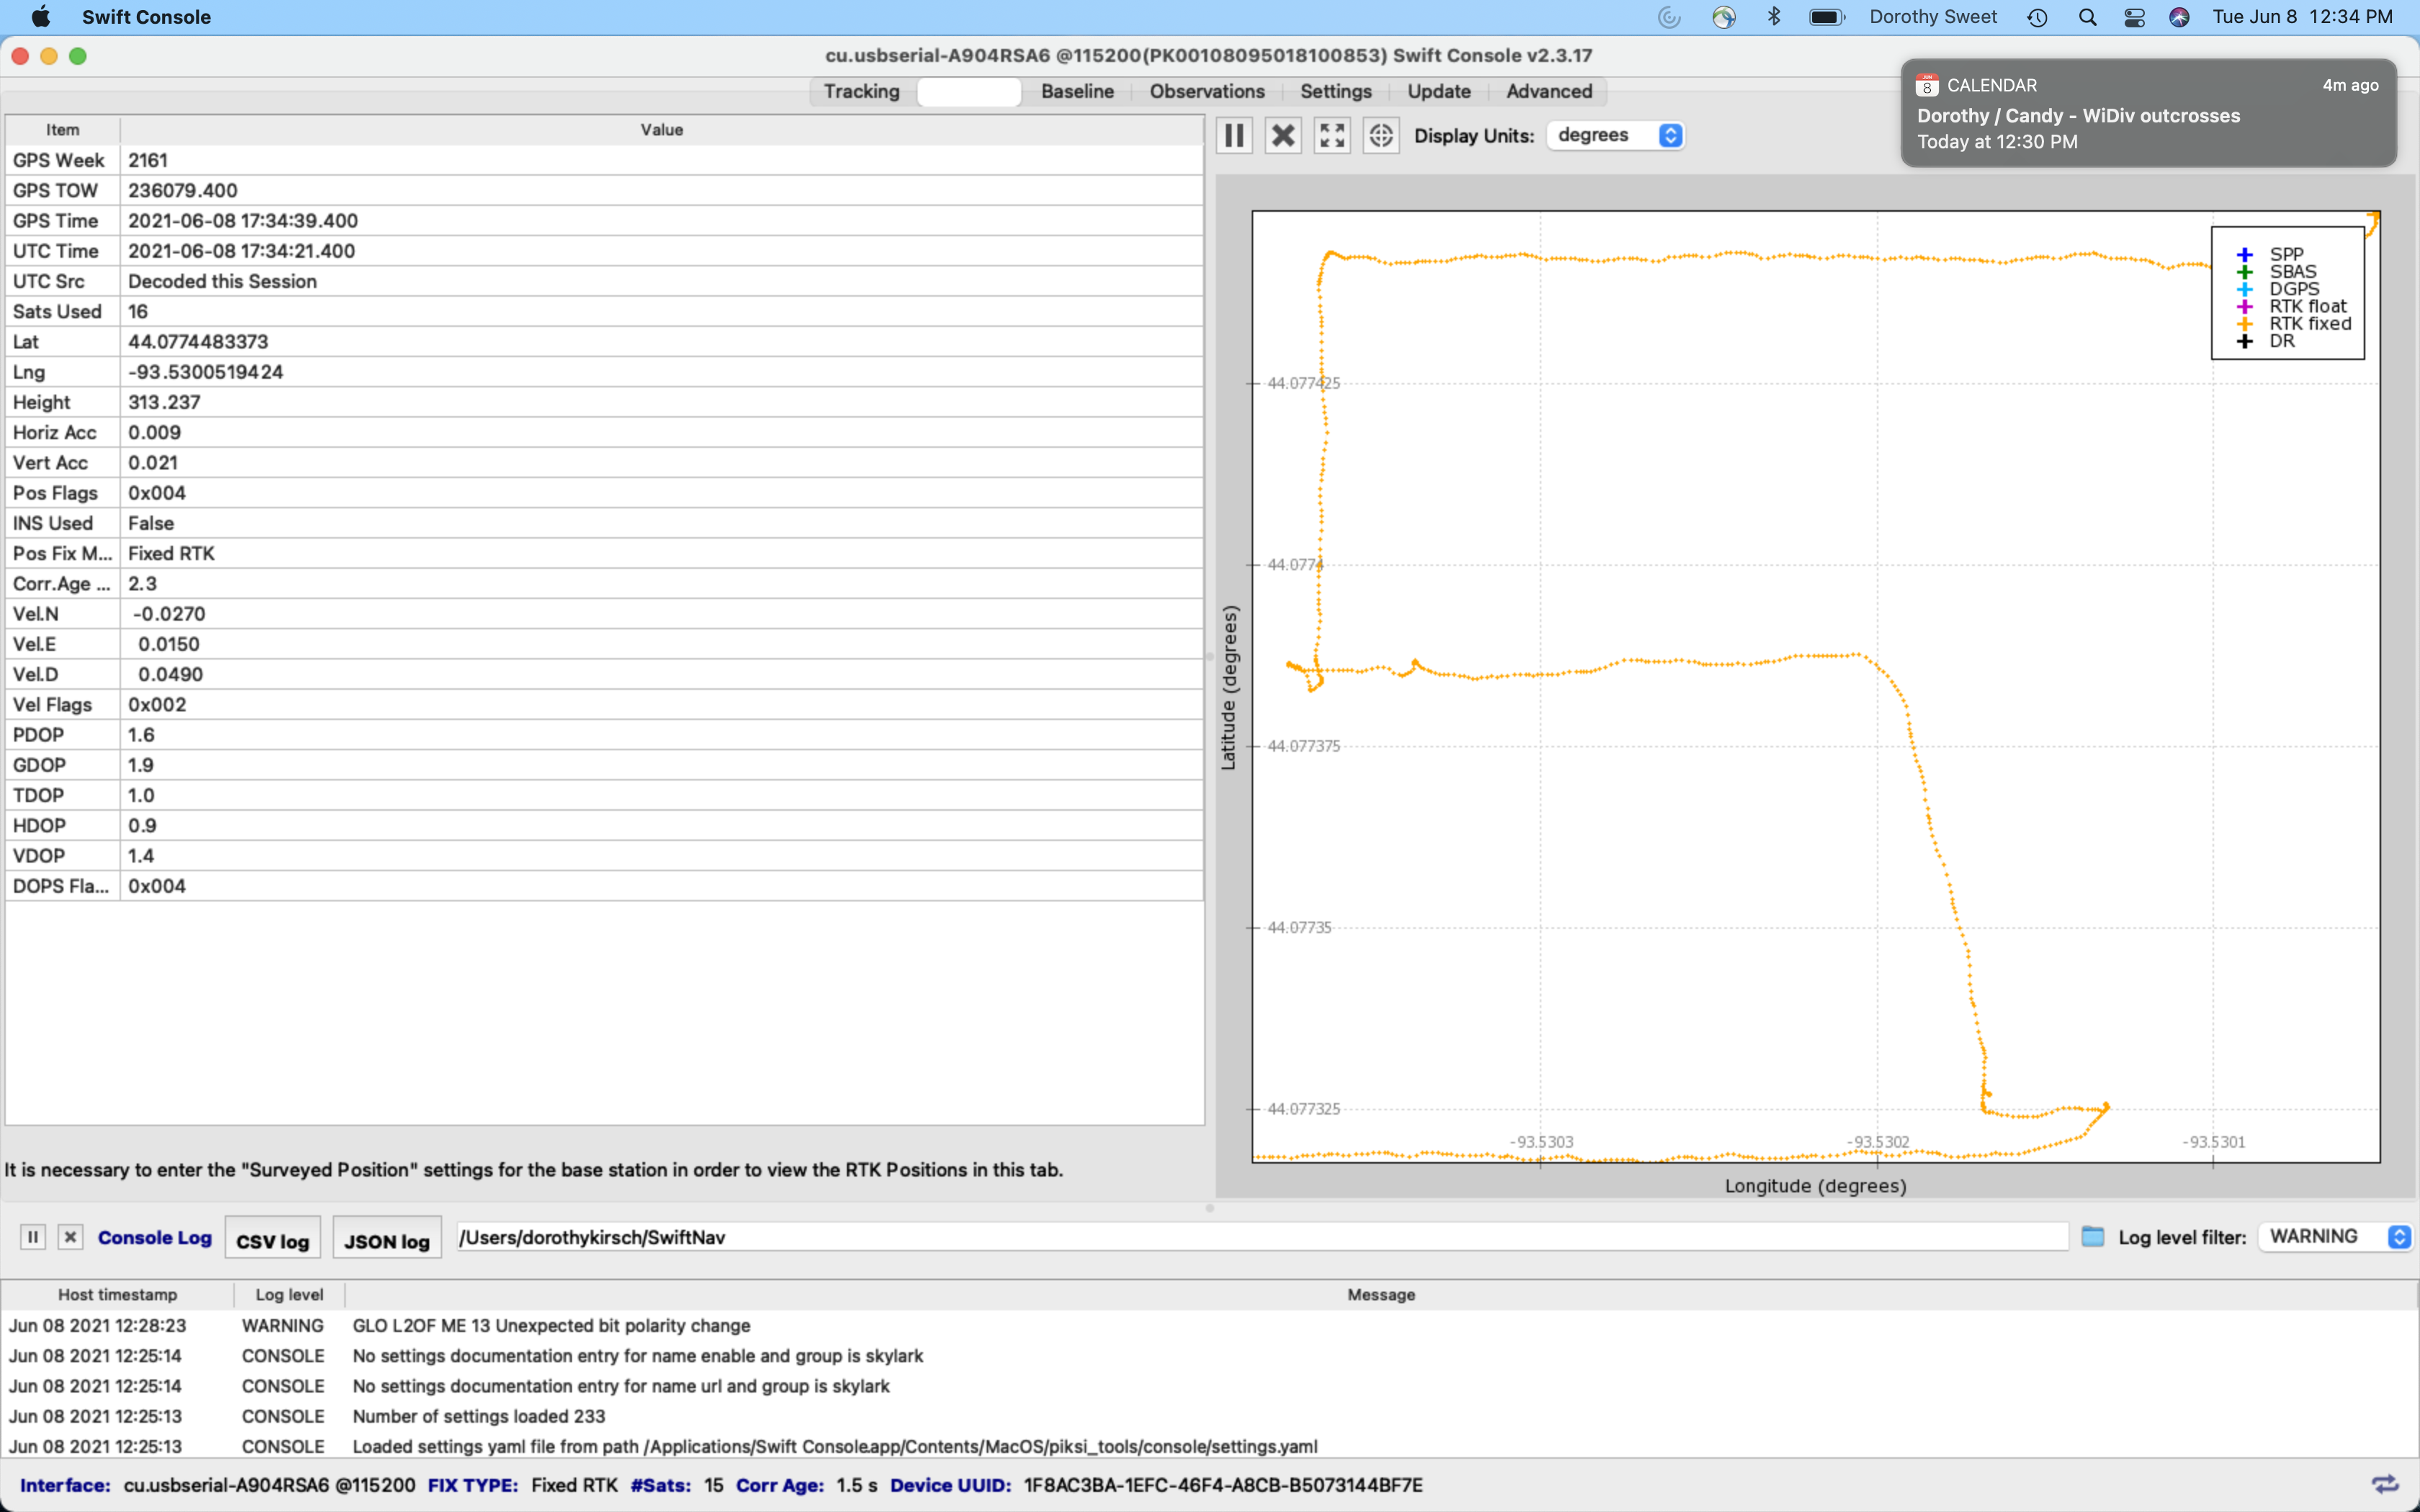 Swift Console
Dorothy Sweet
Tue Jun 8 12:34 PM
cu.usbserial-A904RSA6 @115200(PK00108095018100853) Swift Console v2.3.17
8 CALENDAR 4m ago
Dorothy / Candy - WiDiv outcrosses
Today at 12:30 PM
Tracking Baseline Observations Settings Update Advanced
Item Value
GPS Week 2161
GPS TOW 236079.400
GPS Time 2021-06-08 17:34:39.400
UTC Time 2021-06-08 17:34:21.400
UTC Src Decoded this Session
Sats Used 16
Lat 44.0774483373
Lng -93.5300519424
Height 313.237
Horiz Acc 0.009
Vert Acc 0.021
Pos Flags 0x004
INS Used False
Pos Fix M... Fixed RTK
Corr.Age ... 2.3
Vel.N -0.0270
Vel.E 0.0150
Vel.D 0.0490
Vel Flags 0x002
PDOP 1.6
GDOP 1.9
TDOP 1.0
HDOP 0.9
VDOP 1.4
DOPS Fla... 0x004
It is necessary to enter the "Surveyed Position" settings for the base station in order to view the RTK Positions in this tab.
Display Units: degrees
SPP
SBAS
DGPS
RTK float
RTK fixed
DR
44.077425
44.0774
44.077375
44.07735
44.077325
Latitude (degrees)
-93.5303 -93.5302 -93.5301
Longitude (degrees)
Console Log CSV log JSON log /Users/dorothykirsch/SwiftNav Log level filter: WARNING
Host timestamp Log level Message
Jun 08 2021 12:28:23 WARNING GLO L2OF ME 13 Unexpected bit polarity change
Jun 08 2021 12:25:14 CONSOLE No settings documentation entry for name enable and group is skylark
Jun 08 2021 12:25:14 CONSOLE No settings documentation entry for name url and group is skylark
Jun 08 2021 12:25:13 CONSOLE Number of settings loaded 233
Jun 08 2021 12:25:13 CONSOLE Loaded settings yaml file from path /Applications/Swift Console.app/Contents/MacOS/piksi_tools/console/settings.yaml
Interface: cu.usbserial-A904RSA6 @115200 FIX TYPE: Fixed RTK #Sats: 15 Corr Age: 1.5 s Device UUID: 1F8AC3BA-1EFC-46F4-A8CB-B5073144BF7E